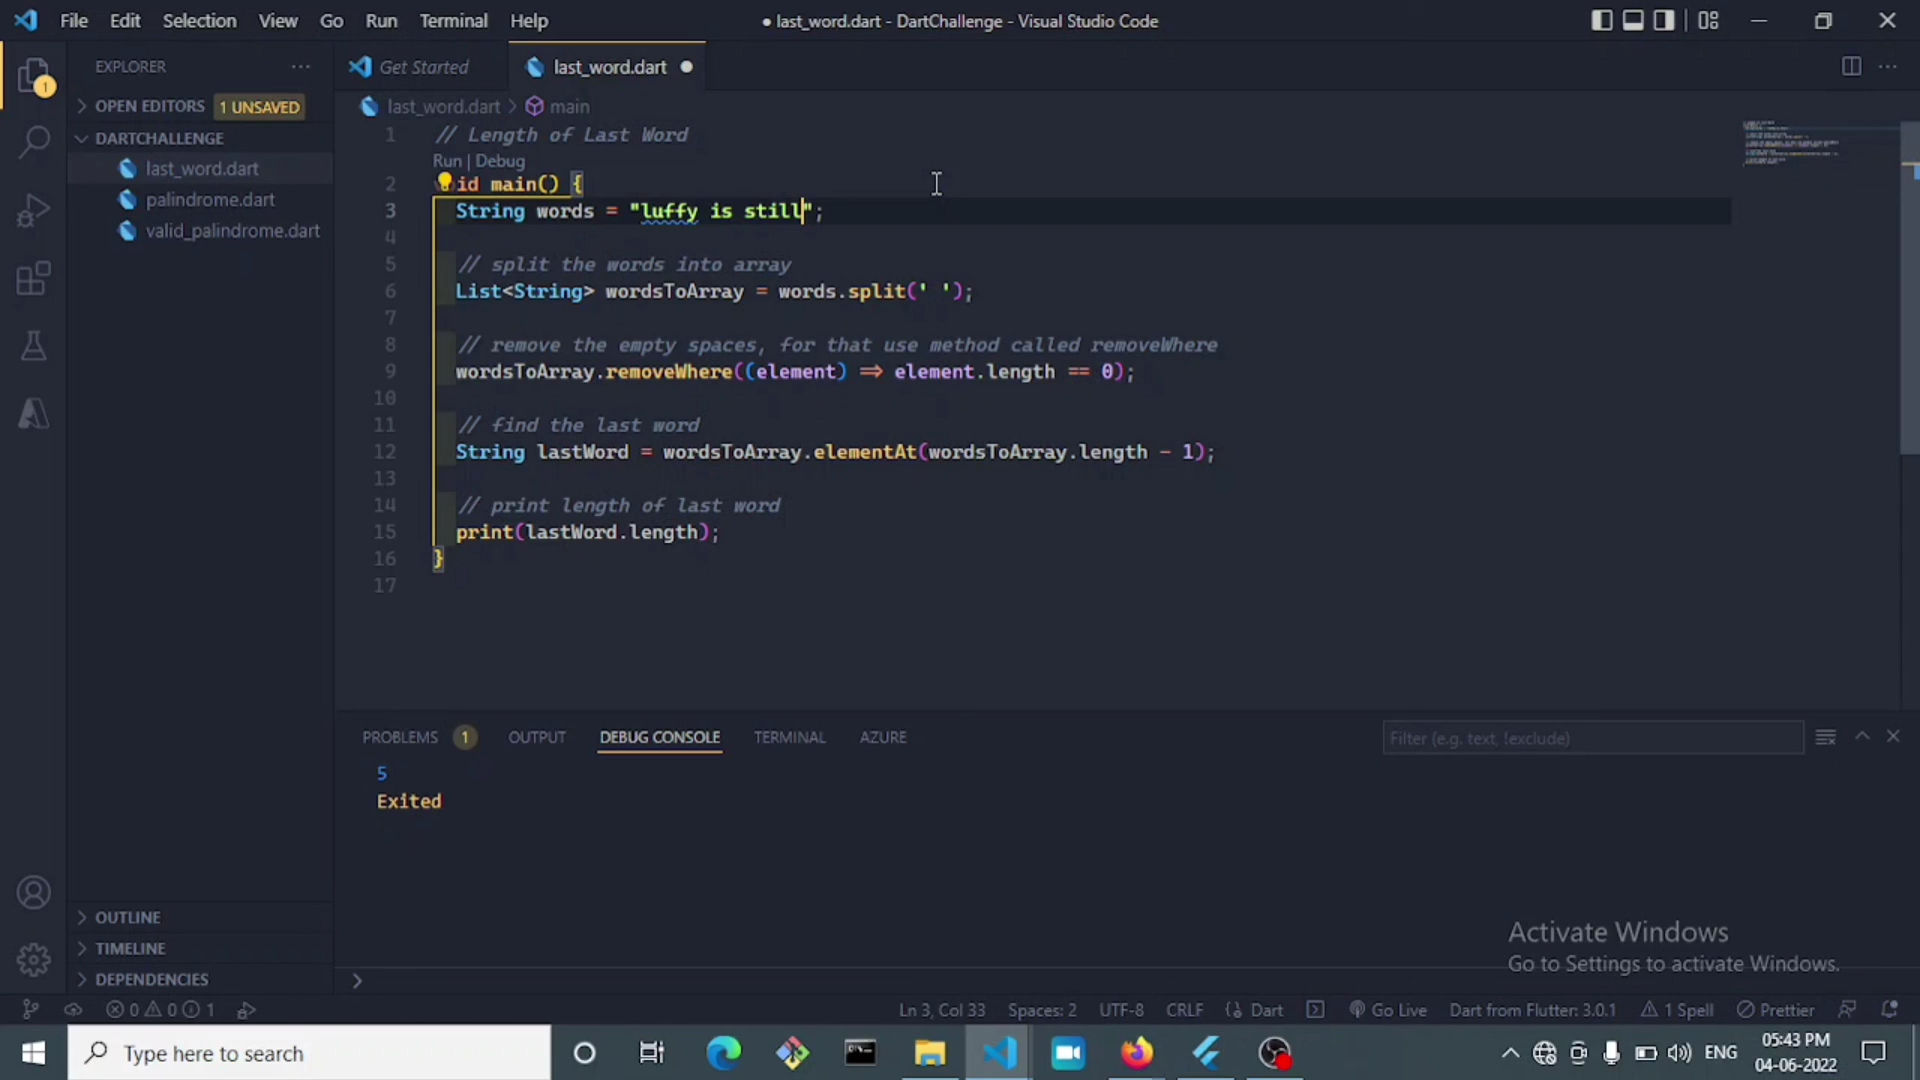 File Edit Selection View Go Run Terminal Help ● last_word.dart - DartChallenge - Visual Studio Code
EXPLORER ···
OPEN EDITORS 1 UNSAVED
DARTCHALLENGE
last_word.dart
palindrome.dart
valid_palindrome.dart
OUTLINE
TIMELINE
DEPENDENCIES
1
Get Started last_word.dart ●
last_word.dart > main
1 // Length of Last Word
Run | Debug
2 id main() {
3 String words = "luffy is still";
4
5 // split the words into array
6 List<String> wordsToArray = words.split(' ');
7
8 // remove the empty spaces, for that use method called removeWhere
9 wordsToArray.removeWhere((element) => element.length == 0);
10
11 // find the last word
12 String lastWord = wordsToArray.elementAt(wordsToArray.length - 1);
13
14 // print length of last word
15 print(lastWord.length);
16 }
17
PROBLEMS 1 OUTPUT DEBUG CONSOLE TERMINAL AZURE Filter (e.g. text, !exclude)
5
Exited
>
Activate Windows
Go to Settings to activate Windows.
0 0 1 Ln 3, Col 33 Spaces: 2 UTF-8 CRLF Dart Go Live Dart from Flutter: 3.0.1 1 Spell Prettier
Type here to search ENG 05:43 PM
04-06-2022